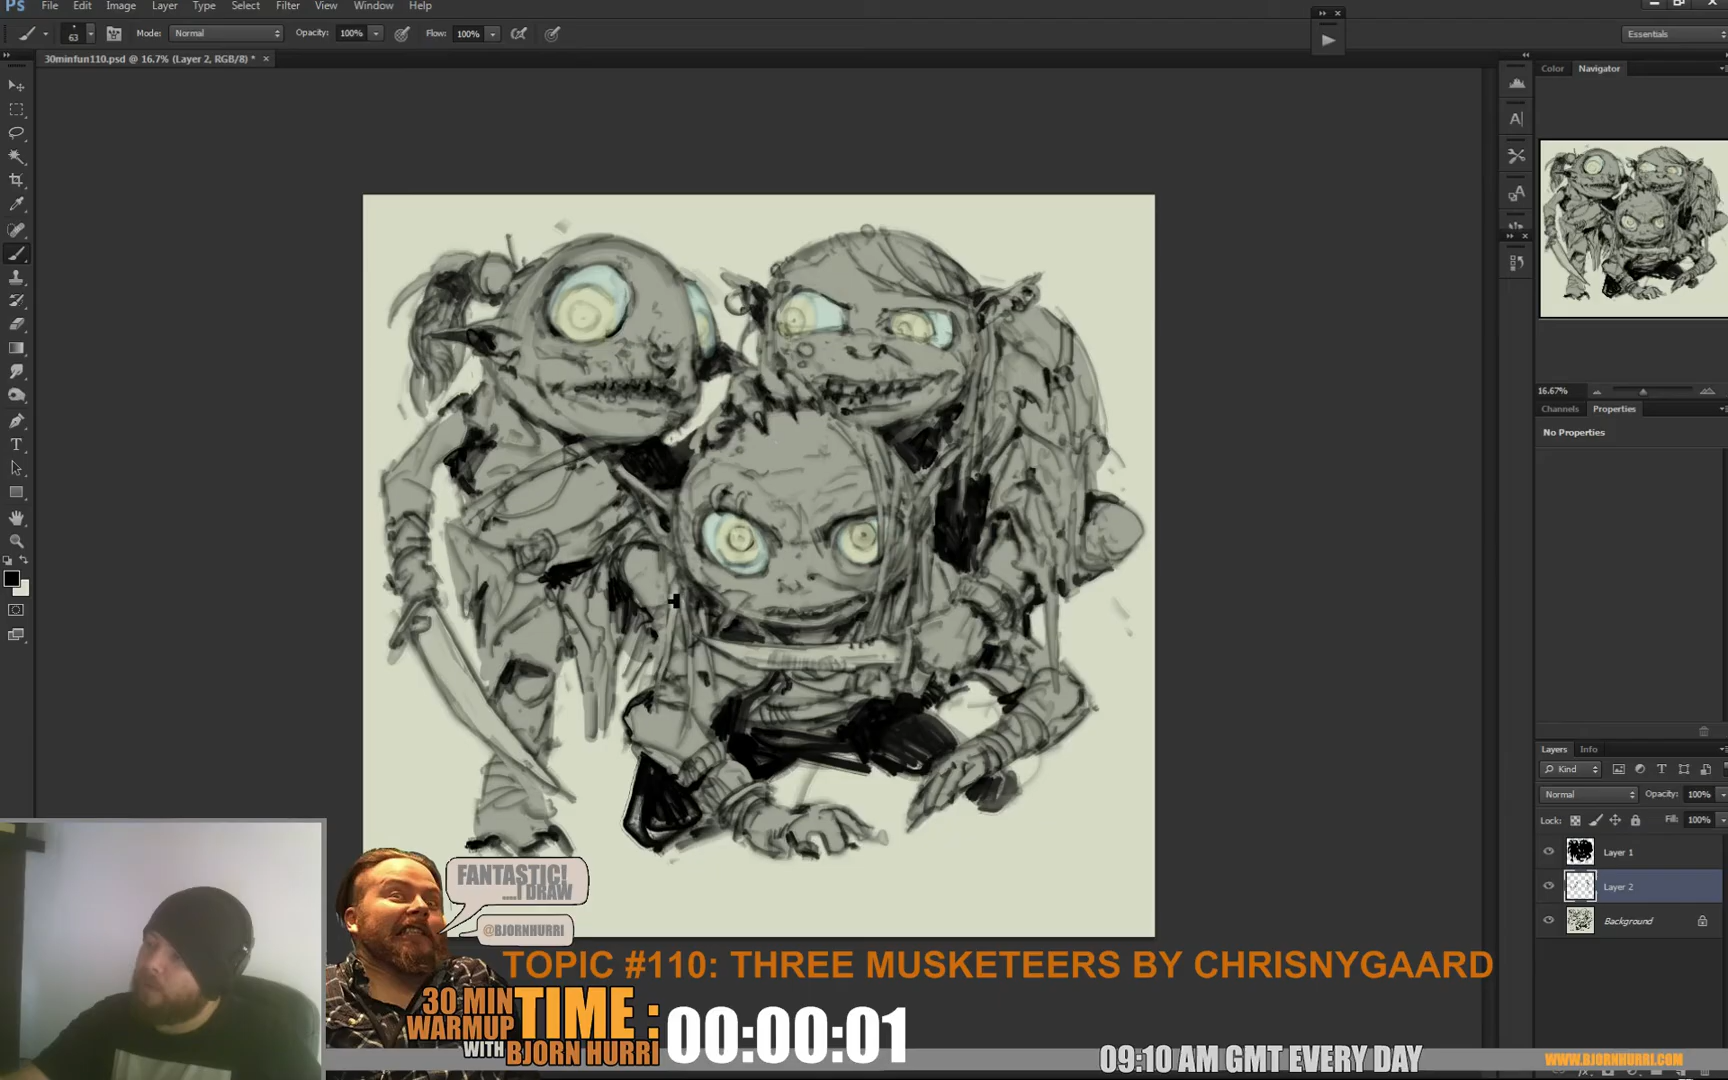 Ps File Edit Image Layer Type Select Filter View Window Help
63 Mode: Normal Opacity: 100% Flow: 100% Essentials
30minfun110.psd @ 16.7% (Layer 2, RGB/8) * ×
Color Navigator
16.67%
Channels Properties
No Properties
Layers Info
Kind
Normal Opacity: 100%
Lock: Fill: 100%
Layer 1
Layer 2
Background
FANTASTIC!
....I DRAW
@BJORNHURRI
TOPIC #110: THREE MUSKETEERS BY CHRISNYGAARD
30 MIN
WARMUP
WITH BJORN HURRI
TIME : 00:00:01
09:10 AM GMT EVERY DAY
WWW.BJORNHURRI.COM